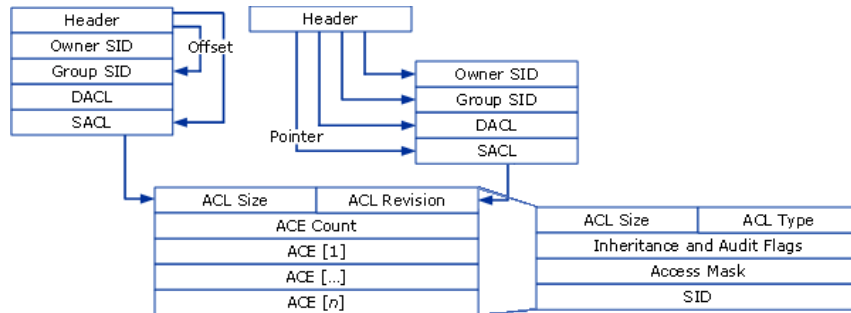 Header
Offset
Owner SID
Group SID
DACL
SACL
Header
Pointer
Owner SID
Group SID
DACL
SACL
ACL Size ACL Revision
ACE Count
ACE [1]
ACE [...]
ACE [n]
ACL Size ACL Type
Inheritance and Audit Flags
Access Mask
SID